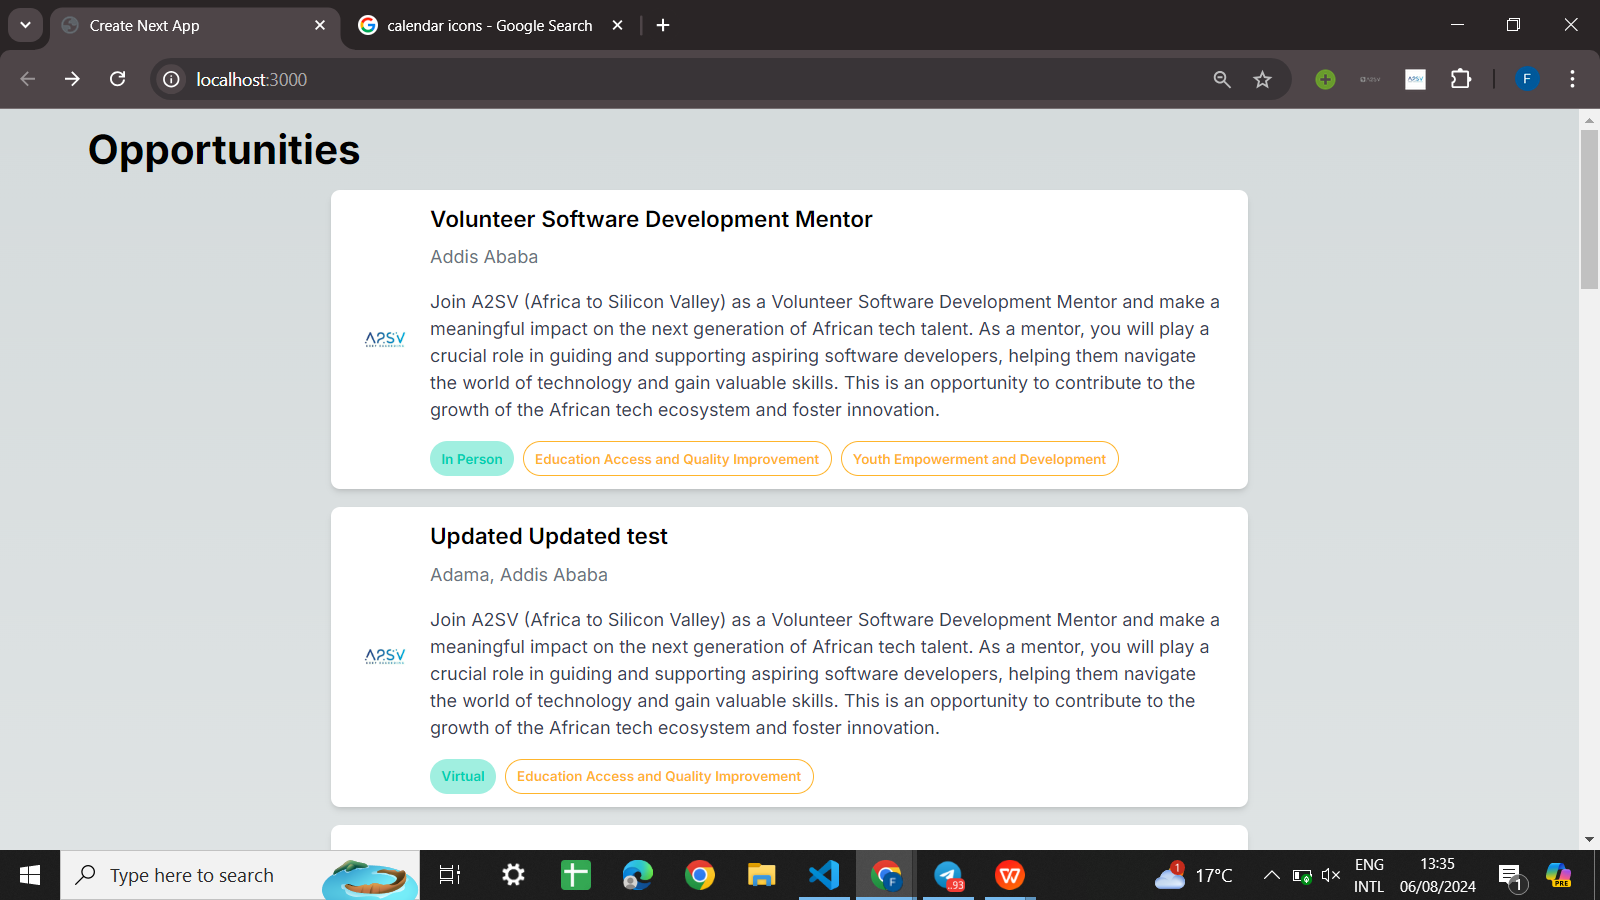 Create Next App
calendar icons - Google Search
localhost:3000
A2SV
F
Opportunities
Volunteer Software Development Mentor
Addis Ababa
Join A2SV (Africa to Silicon Valley) as a Volunteer Software Development Mentor and make a
meaningful impact on the next generation of African tech talent. As a mentor, you will play a
crucial role in guiding and supporting aspiring software developers, helping them navigate
the world of technology and gain valuable skills. This is an opportunity to contribute to the
growth of the African tech ecosystem and foster innovation.
A2SV
In Person
Education Access and Quality Improvement
Youth Empowerment and Development
Updated Updated test
Adama, Addis Ababa
Join A2SV (Africa to Silicon Valley) as a Volunteer Software Development Mentor and make a
meaningful impact on the next generation of African tech talent. As a mentor, you will play a
crucial role in guiding and supporting aspiring software developers, helping them navigate
the world of technology and gain valuable skills. This is an opportunity to contribute to the
growth of the African tech ecosystem and foster innovation.
A2SV
Virtual
Education Access and Quality Improvement
Type here to search
F
.93
W
1
17°C
ENG
INTL
13:35
06/08/2024
1
PRE